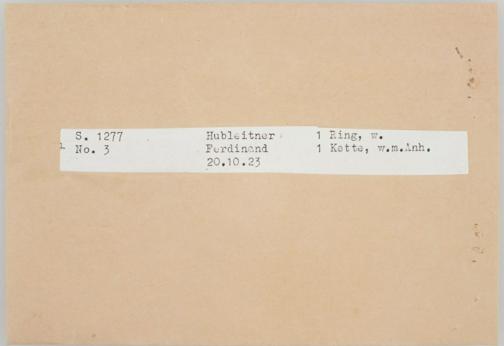 S. 1277 Hubleitner 1 Ring, w.
No. 3 Ferdinand 1 Kette, w.m.Anh.
20.10.23